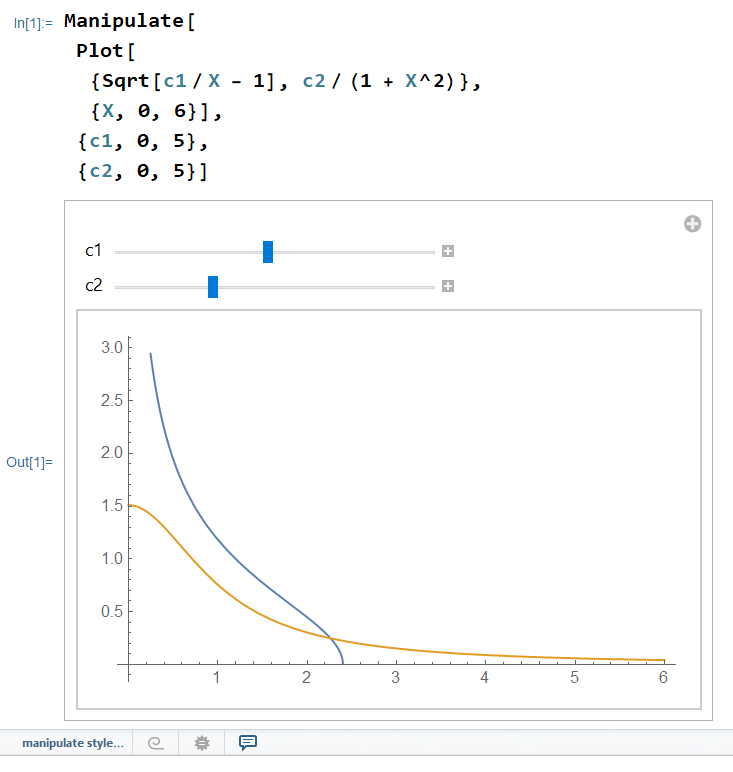 In[1]:= Manipulate[
Plot[
{Sqrt[c1 / X - 1], c2 / (1 + X^2)},
{X, 0, 6}],
{c1, 0, 5},
{c2, 0, 5}]
c1
c2
Out[1]=
3.0
2.5
2.0
1.5
1.0
0.5
1 2 3 4 5 6
manipulate style...